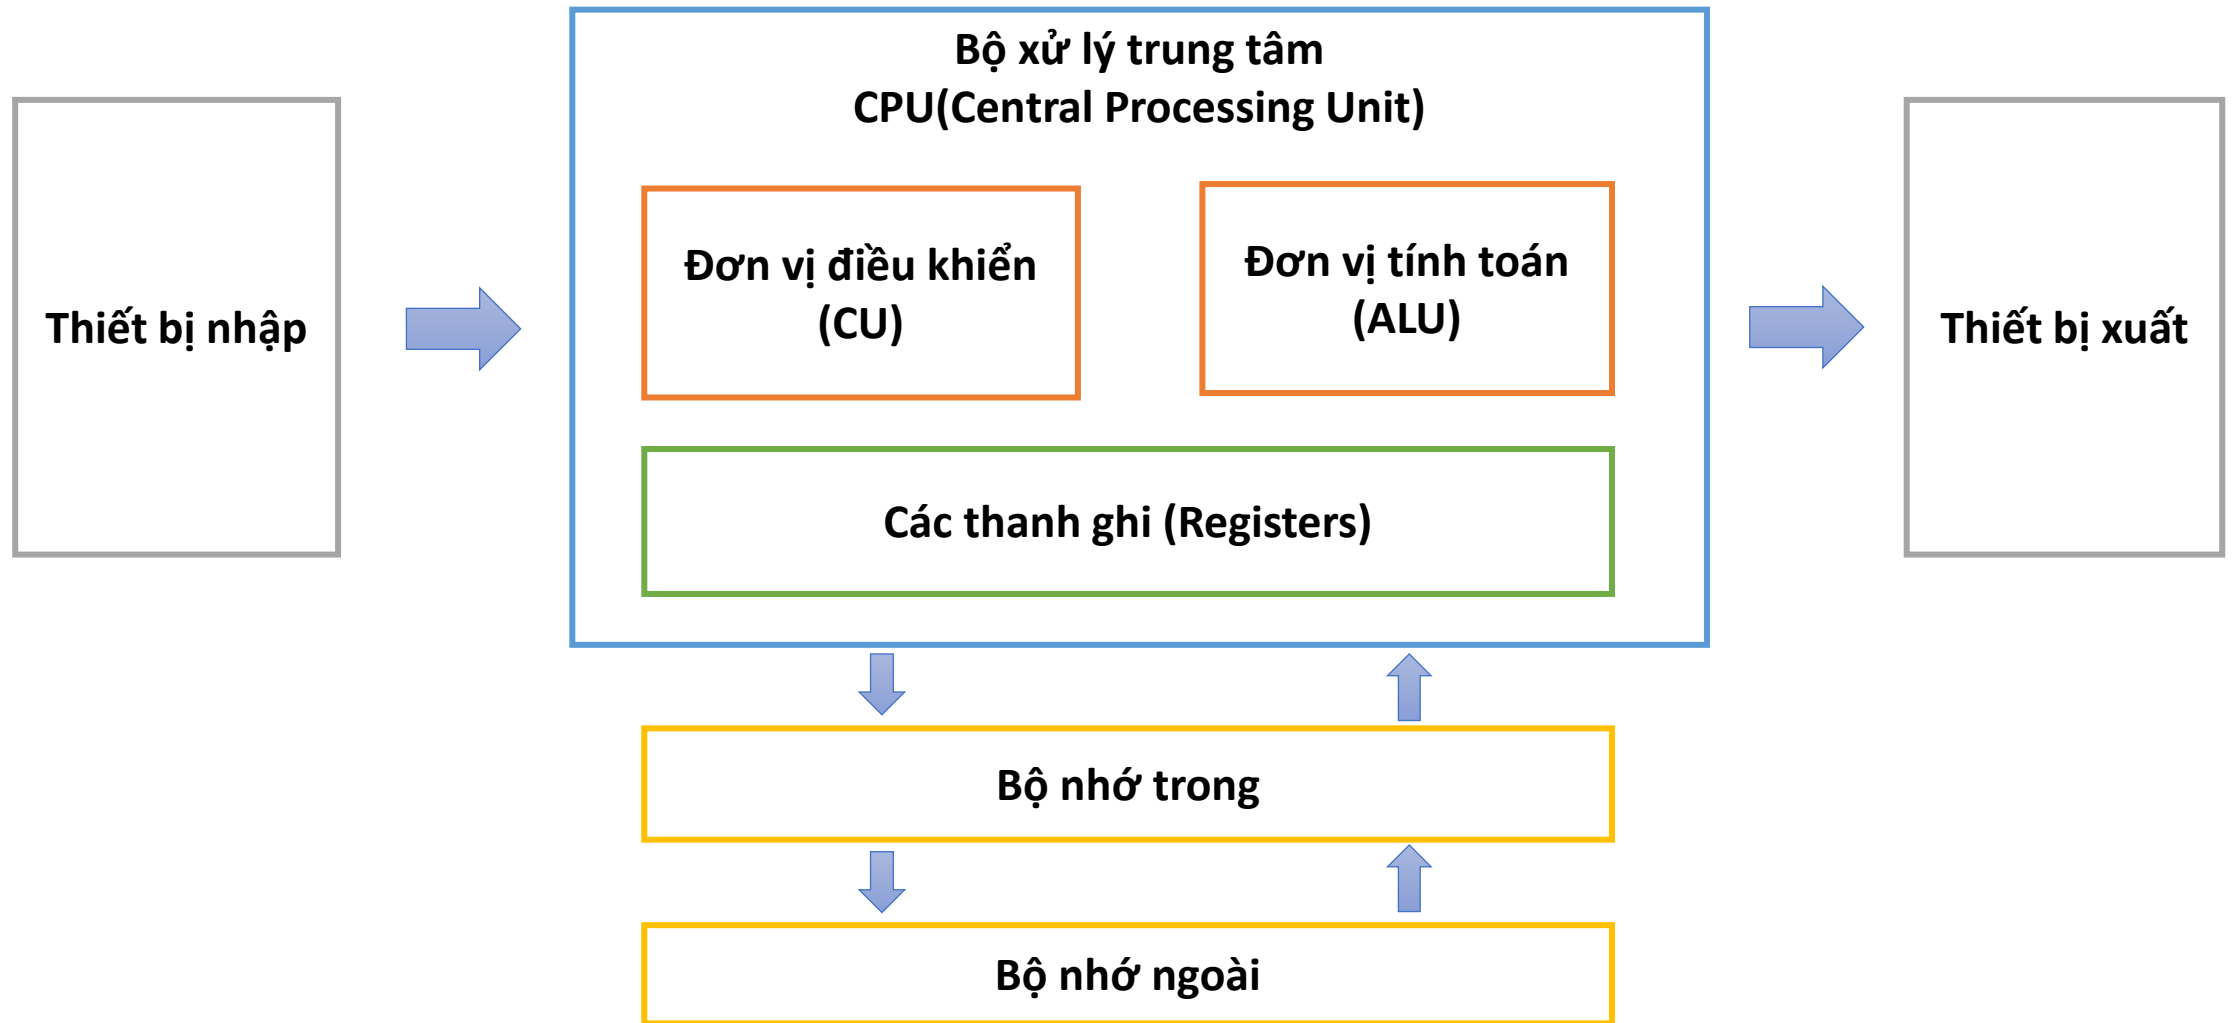 Bộ xử lý trung tâm
CPU(Central Processing Unit)
Thiết bị nhập
Đơn vị điều khiển
(CU)
Đơn vị tính toán
(ALU)
Thiết bị xuất
Các thanh ghi (Registers)
Bộ nhớ trong
Bộ nhớ ngoài